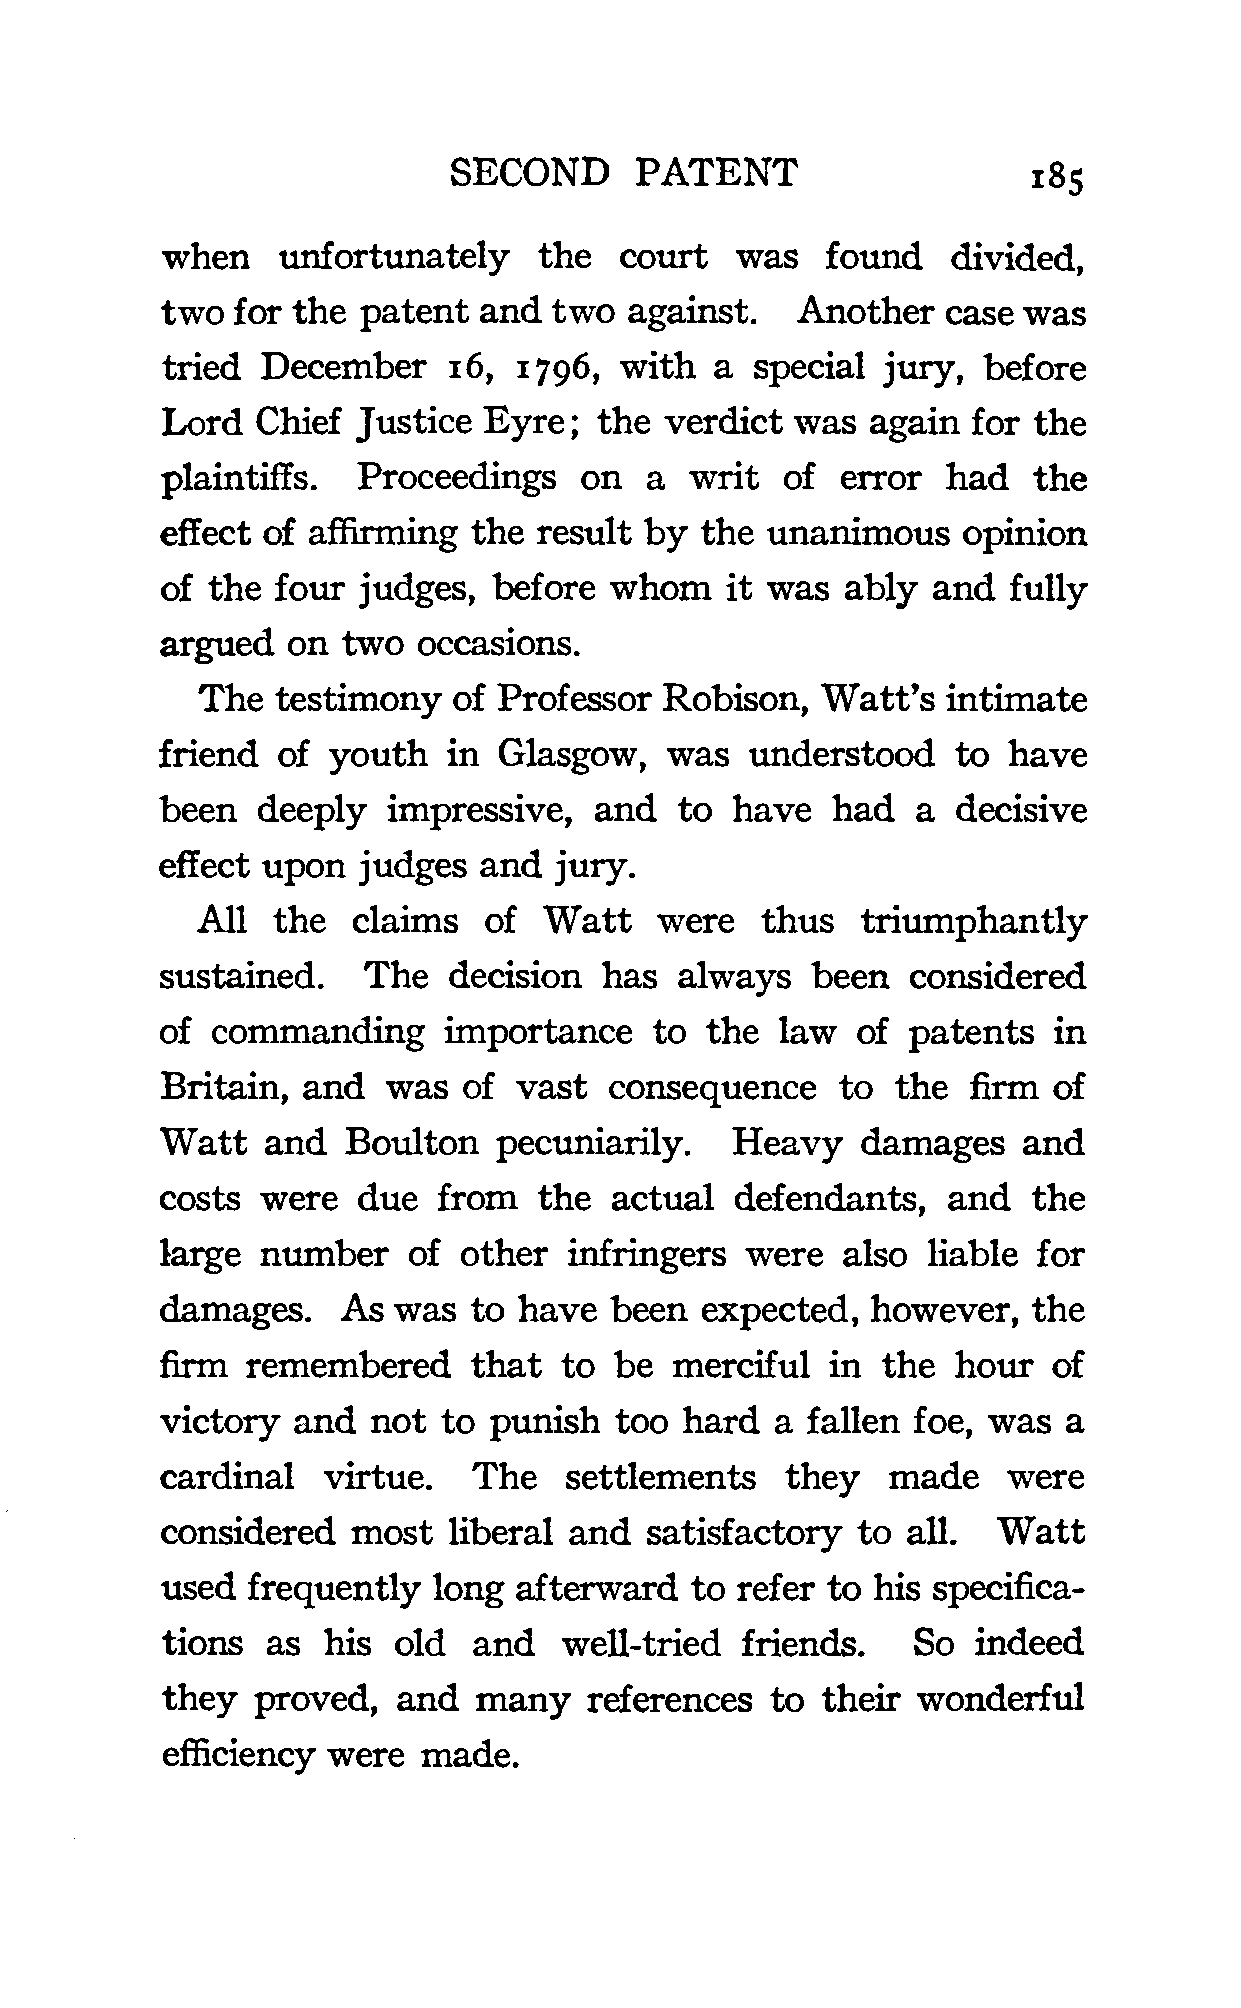 SECOND PATENT 185
when unfortunately the court was found divided,
two for the patent and two against. Another case was
tried December 16, 1796, with a special jury, before
Lord Chief Justice Eyre; the verdict was again for the
plaintiffs. Proceedings on a writ of error had the
effect of affirming the result by the unanimous opinion
of the four judges, before whom it was ably and fully
argued on two occasions.
The testimony of Professor Robison, Watt's intimate
friend of youth in Glasgow, was understood to have
been deeply impressive, and to have had a decisive
effect upon judges and jury.
All the claims of Watt were thus triumphantly
sustained. The decision has always been considered
of commanding importance to the law of patents in
Britain, and was of vast consequence to the firm of
Watt and Boulton pecuniarily. Heavy damages and
costs were due from the actual defendants, and the
large number of other infringers were also liable for
damages. As was to have been expected, however, the
firm remembered that to be merciful in the hour of
victory and not to punish too hard a fallen foe, was a
cardinal virtue. The settlements they made were
considered most liberal and satisfactory to all. Watt
used frequently long afterward to refer to his specifica-
tions as his old and well-tried friends. So indeed
they proved, and many references to their wonderful
efficiency were made.